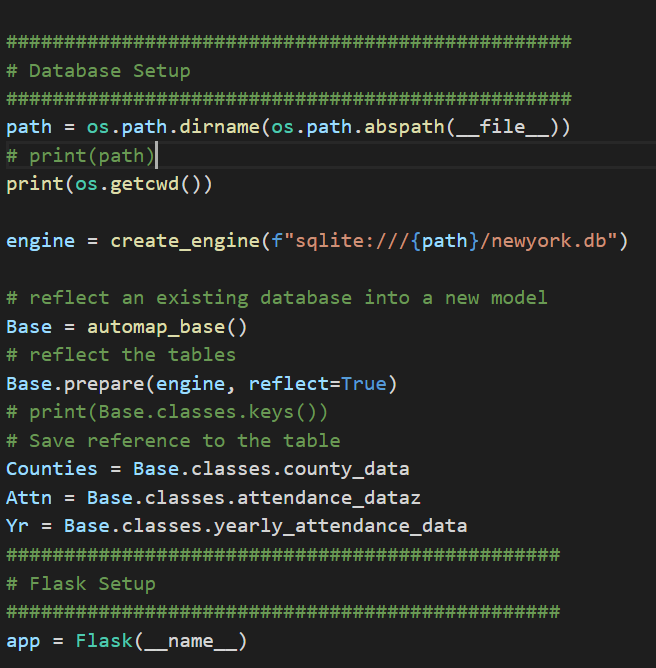 #################################################
# Database Setup
#################################################
path = os.path.dirname(os.path.abspath(__file__))
# print(path)
print(os.getcwd())
engine = create_engine(f"sqlite:///{path}/newyork.db")
# reflect an existing database into a new model
Base = automap_base()
# reflect the tables
Base.prepare(engine, reflect=True)
# print(Base.classes.keys())
# Save reference to the table
Counties = Base.classes.county_data
Attn = Base.classes.attendance_dataz
Yr = Base.classes.yearly_attendance_data
################################################
# Flask Setup
################################################
app = Flask(__name__)